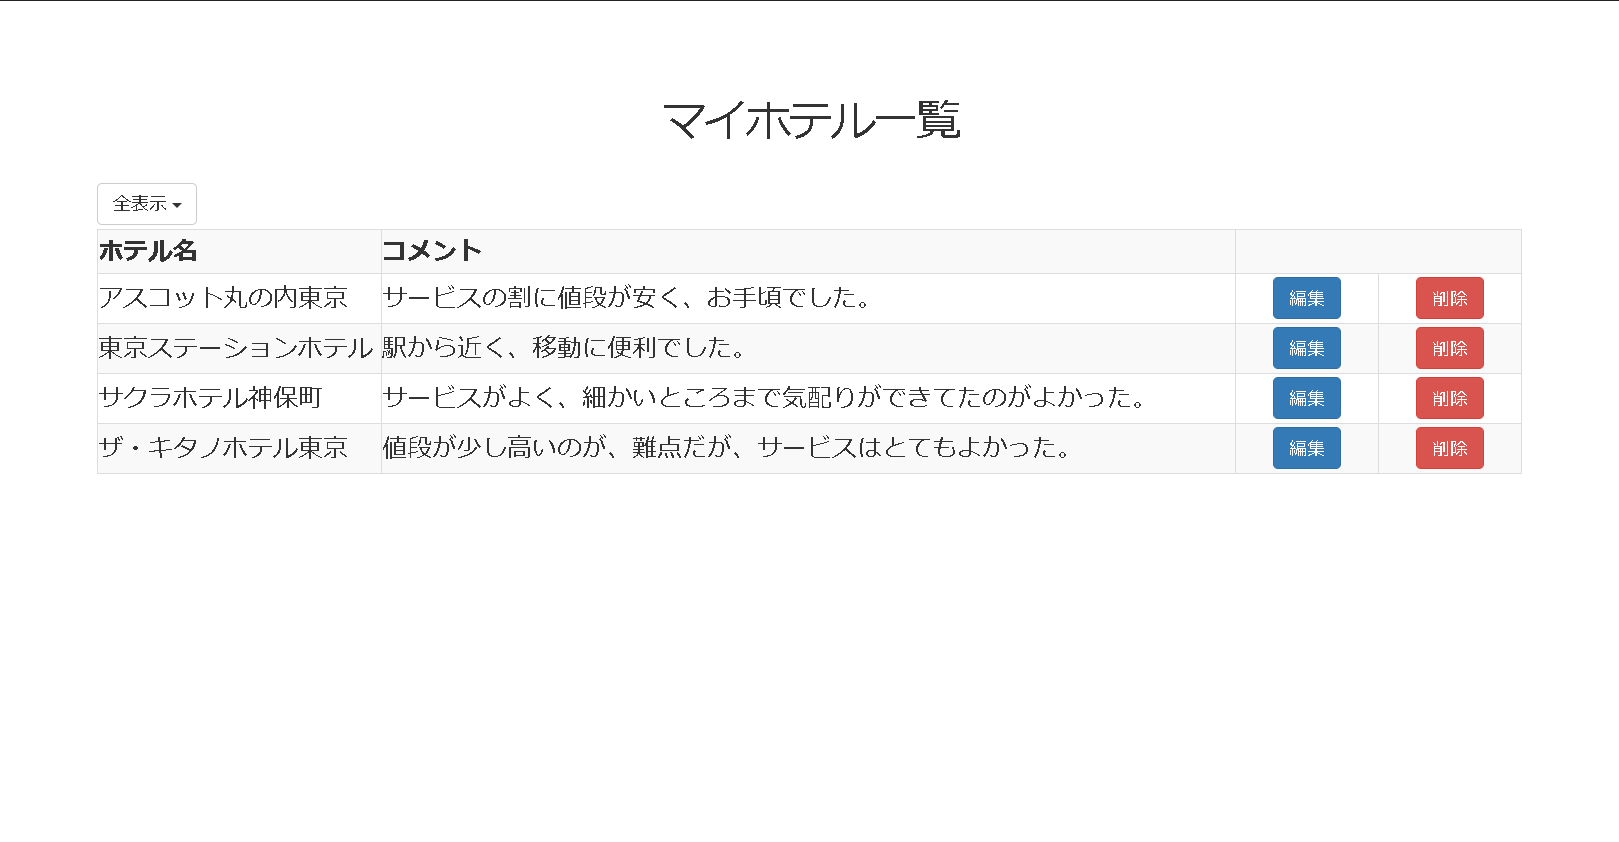 マイホテル一覧
全表示
ホテル名 コメント
アスコット丸の内東京 サービスの割に値段が安く、お手頃でした。 編集 削除
東京ステーションホテル 駅から近く、移動に便利でした。 編集 削除
サクラホテル神保町 サービスがよく、細かいところまで気配りができてたのがよかった。 編集 削除
ザ・キタノホテル東京 値段が少し高いのが、難点だが、サービスはとてもよかった。 編集 削除